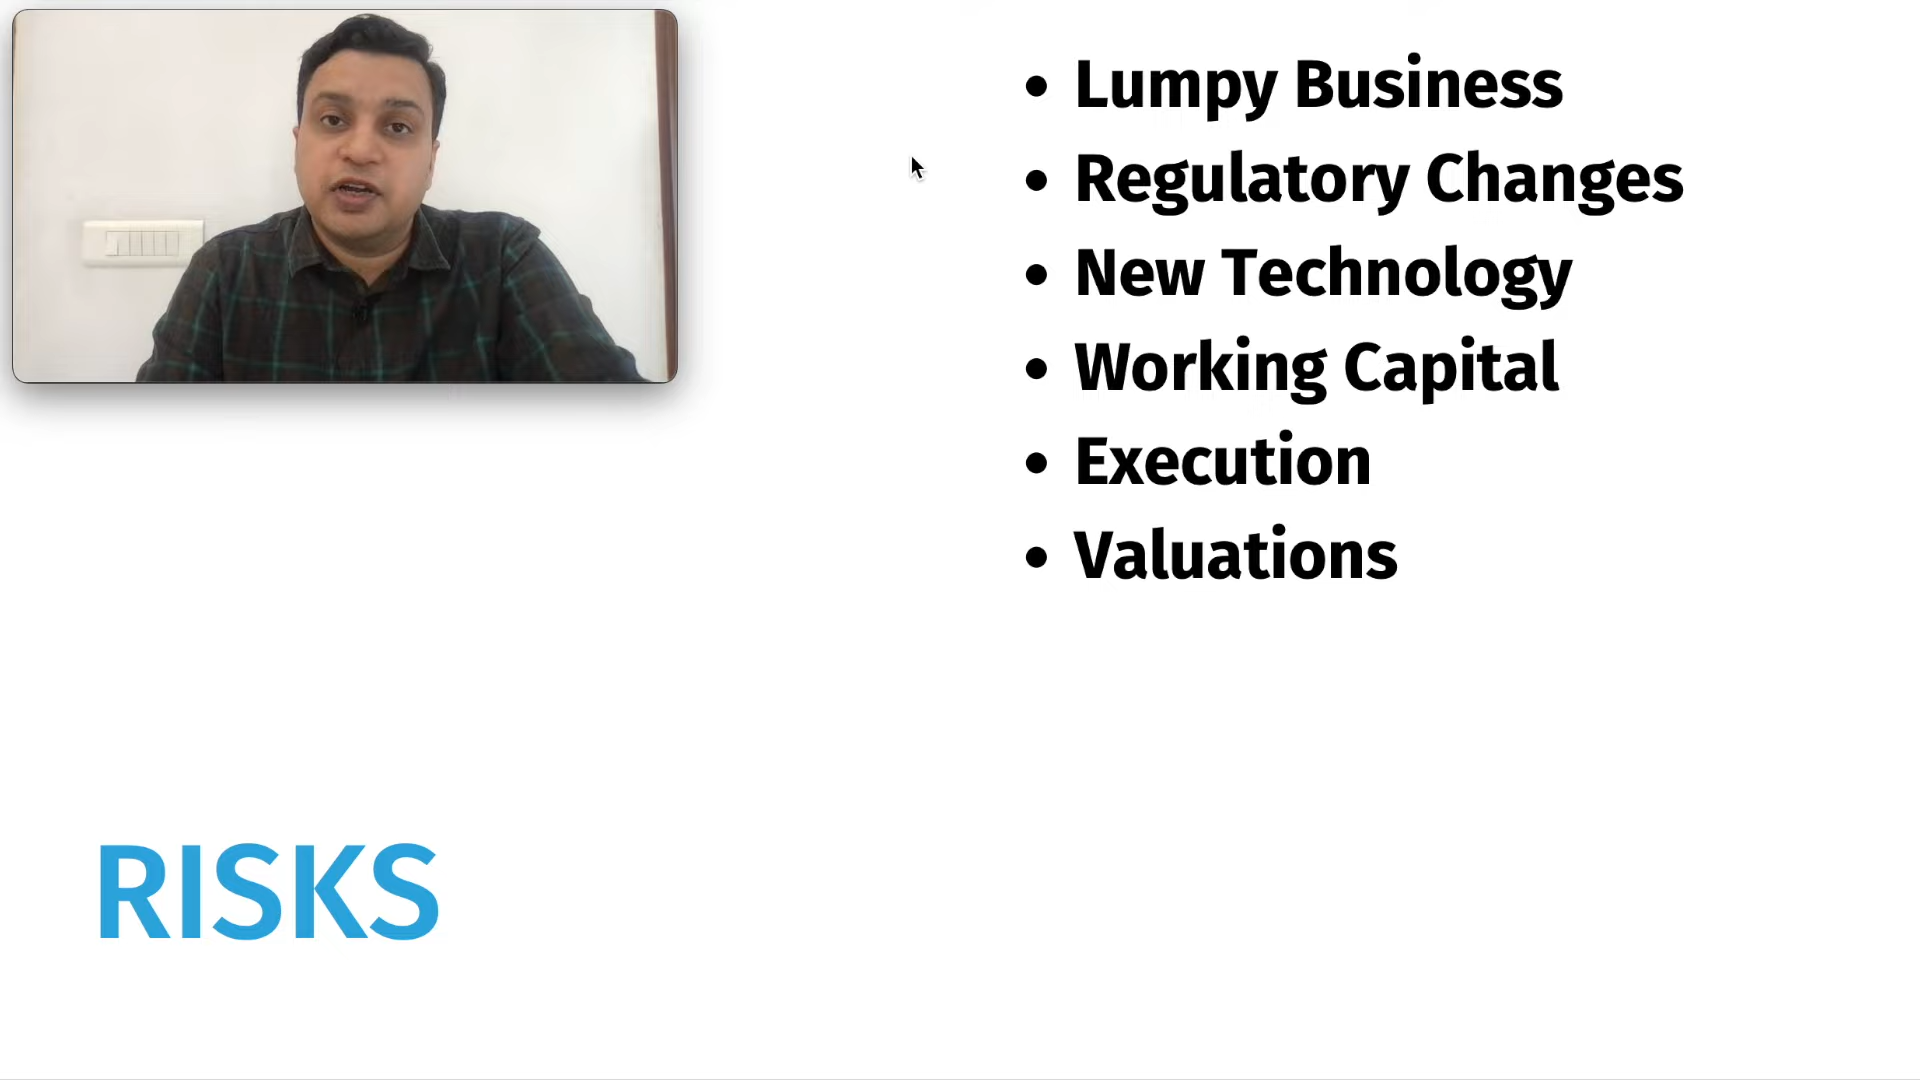 • Lumpy Business
• Regulatory Changes
• New Technology
• Working Capital
• Execution
• Valuations
RISKS